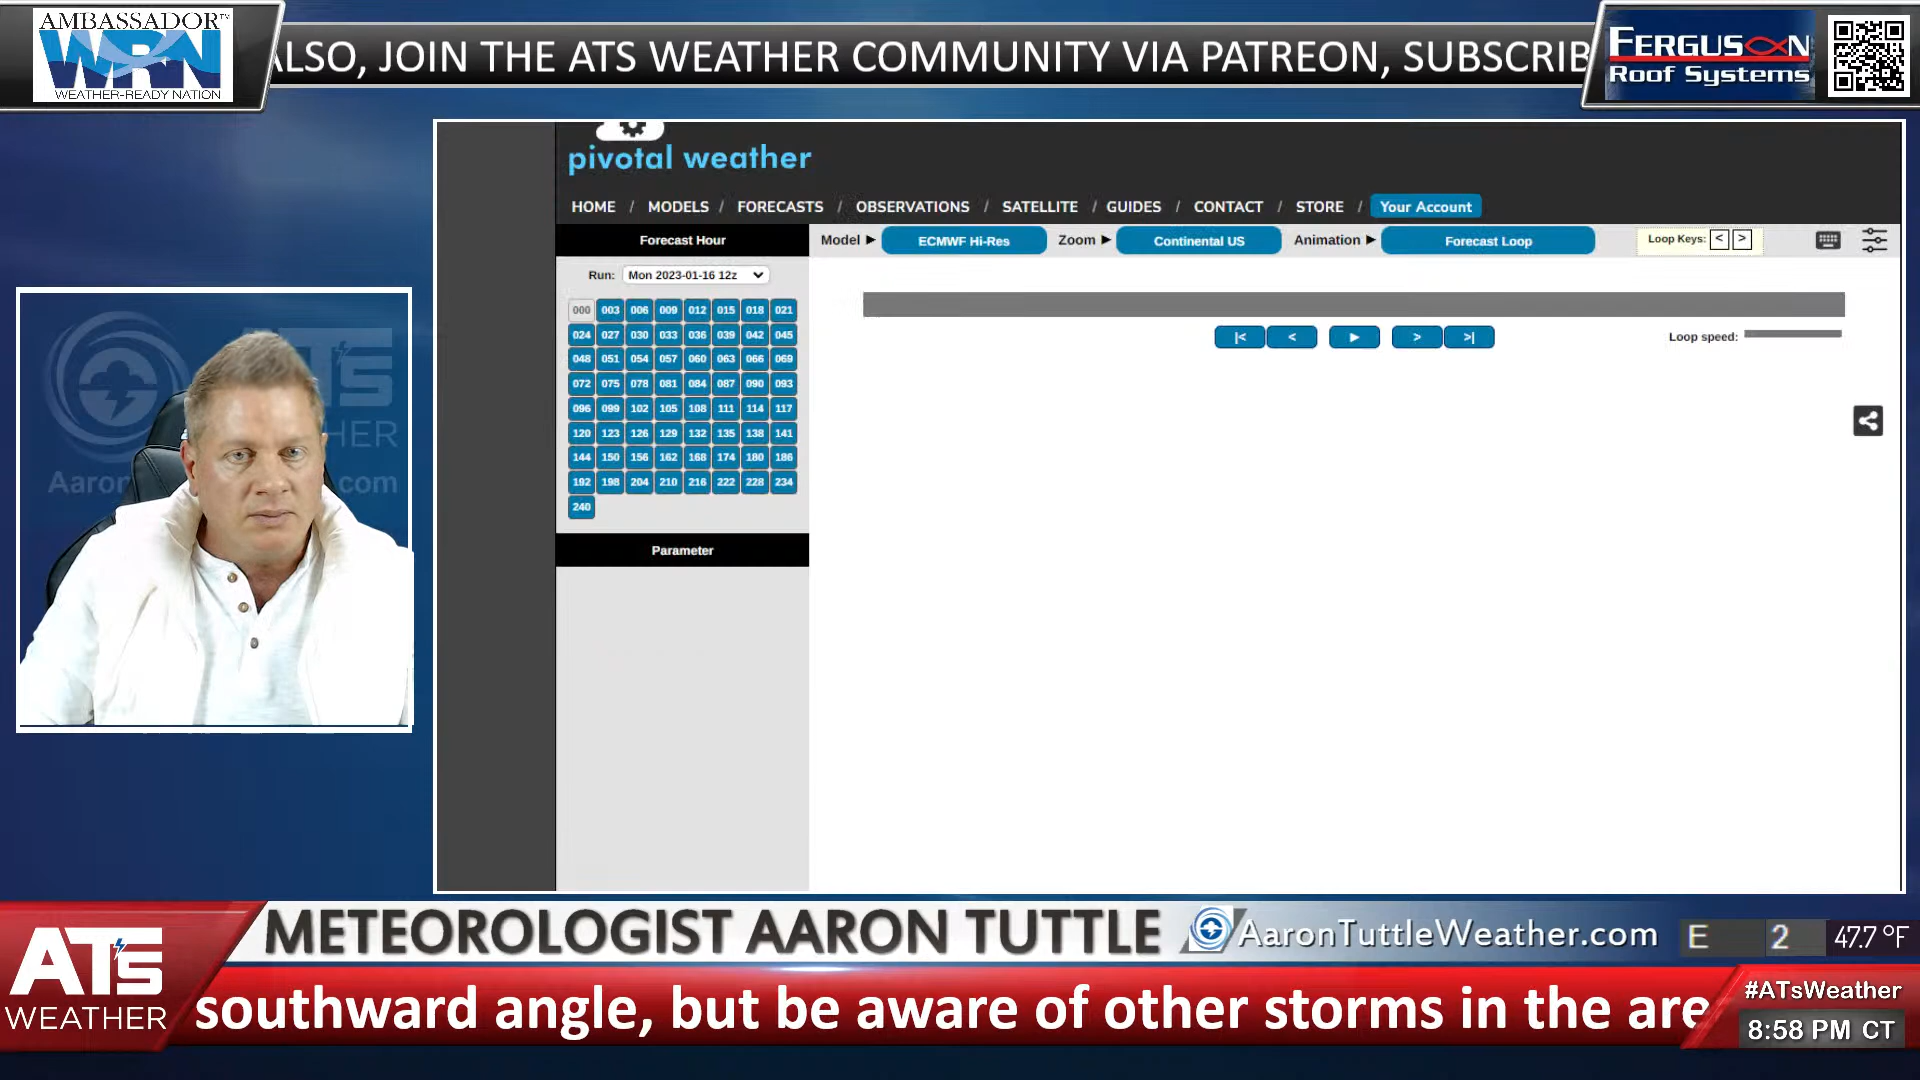 AMBASSADOR™
WRN
WEATHER-READY NATION
ALSO, JOIN THE ATS WEATHER COMMUNITY VIA PATREON, SUBSCRIB
FERGUSON
Roof Systems
pivotal weather
HOME / MODELS / FORECASTS / OBSERVATIONS / SATELLITE / GUIDES / CONTACT / STORE / Your Account
Forecast Hour
Model ▶ ECMWF Hi-Res Zoom ▶ Continental US Animation ▶ Forecast Loop Loop Keys: < >
Run: Mon 2023-01-16 12z
000 003 006 009 012 015 018 021
024 027 030 033 036 039 042 045
048 051 054 057 060 063 066 069
072 075 078 081 084 087 090 093
096 099 102 105 108 111 114 117
120 123 126 129 132 135 138 141
144 150 156 162 168 174 180 186
192 198 204 210 216 222 228 234
240
|< < ▶ > >| Loop speed:
Parameter
ATS
HER
Aaron .com
METEOROLOGIST AARON TUTTLE
AaronTuttleWeather.com
E 2 47.7 °F
ATS
WEATHER
southward angle, but be aware of other storms in the are
#ATsWeather
8:58 PM CT